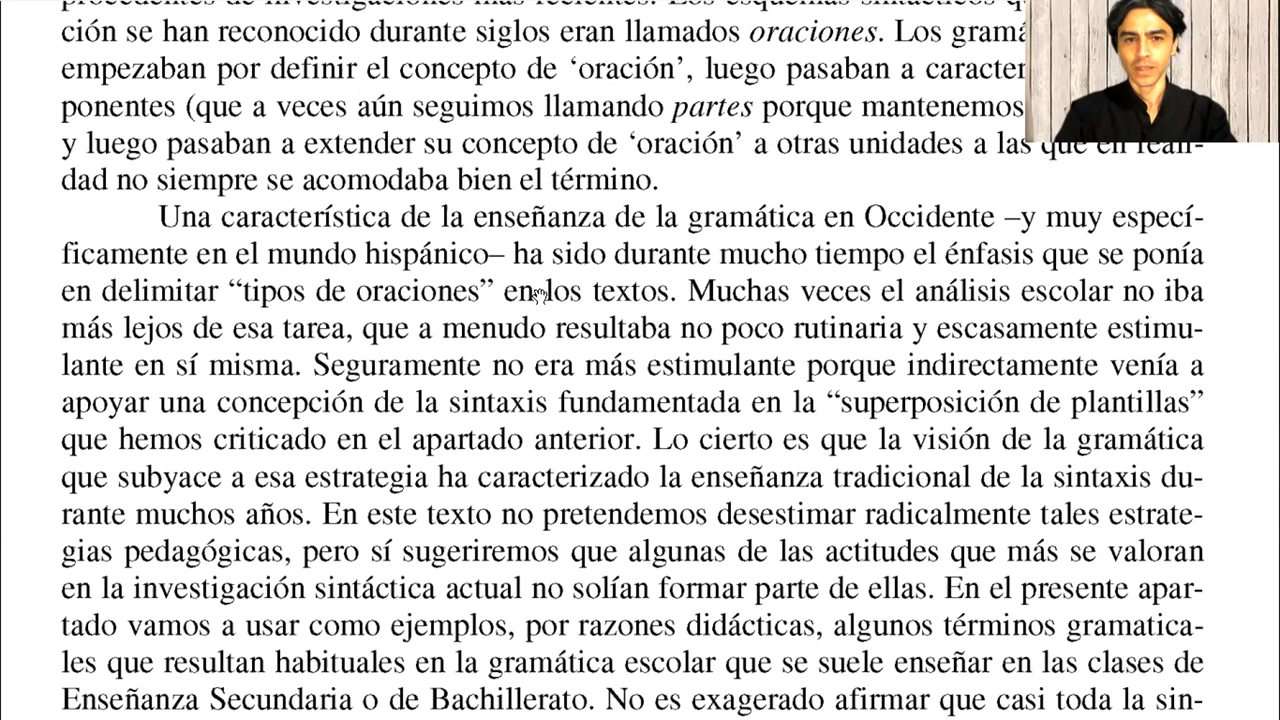 procedentes de investigaciones más recientes. Los esquemas sintácticos
ción se han reconocido durante siglos eran llamados oraciones. Los
empezaban por definir el concepto de ‘oración’, luego pasaban a
ponentes (que a veces aún seguimos llamando partes porque mantenemos
y luego pasaban a extender su concepto de ‘oración’ a otras unidades a las que en reali-
dad no siempre se acomodaba bien el término.
Una característica de la enseñanza de la gramática en Occidente –y muy especí-
ficamente en el mundo hispánico– ha sido durante mucho tiempo el énfasis que se ponía
en delimitar “tipos de oraciones” en los textos. Muchas veces el análisis escolar no iba
más lejos de esa tarea, que a menudo resultaba no poco rutinaria y escasamente estimu-
lante en sí misma. Seguramente no era más estimulante porque indirectamente venía a
apoyar una concepción de la sintaxis fundamentada en la “superposición de plantillas”
que hemos criticado en el apartado anterior. Lo cierto es que la visión de la gramática
que subyace a esa estrategia ha caracterizado la enseñanza tradicional de la sintaxis du-
rante muchos años. En este texto no pretendemos desestimar radicalmente tales estrate-
gias pedagógicas, pero sí sugeriremos que algunas de las actitudes que más se valoran
en la investigación sintáctica actual no solían formar parte de ellas. En el presente apar-
tado vamos a usar como ejemplos, por razones didácticas, algunos términos gramatica-
les que resultan habituales en la gramática escolar que se suele enseñar en las clases de
Enseñanza Secundaria o de Bachillerato. No es exagerado afirmar que casi toda la sin-